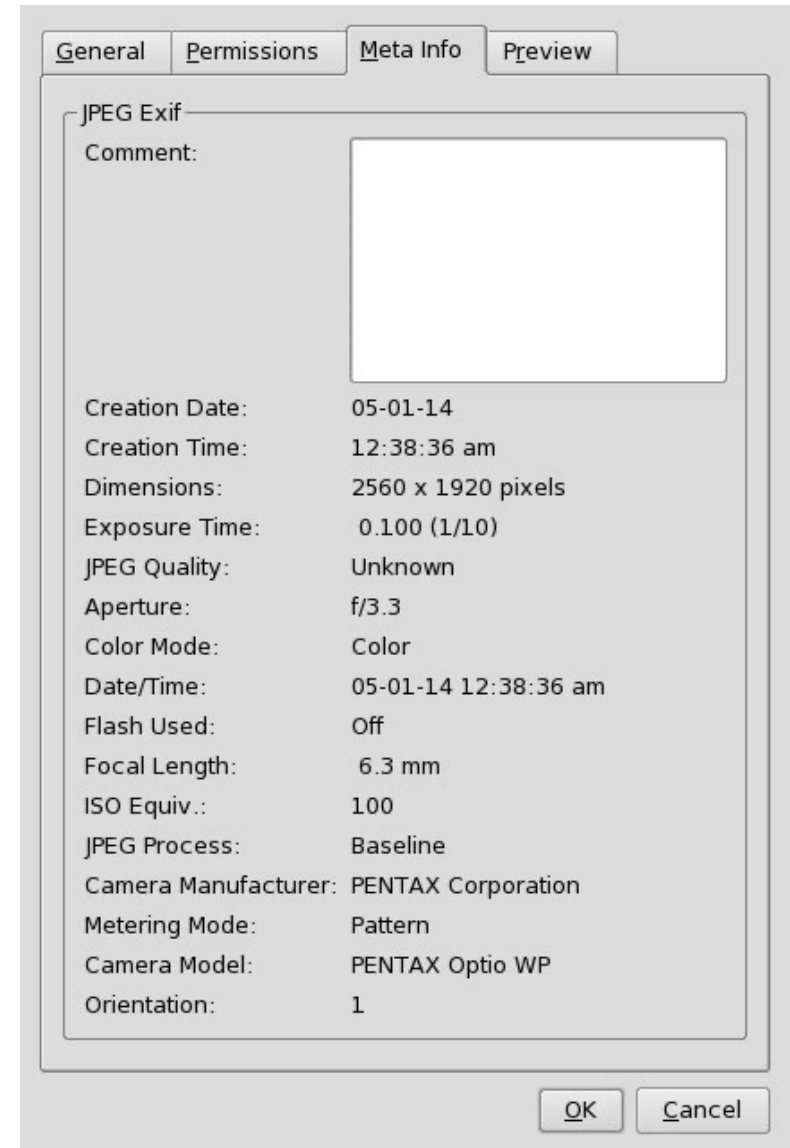 General Permissions Meta Info Preview
JPEG Exif
Comment:
Creation Date: 05-01-14
Creation Time: 12:38:36 am
Dimensions: 2560 x 1920 pixels
Exposure Time: 0.100 (1/10)
JPEG Quality: Unknown
Aperture: f/3.3
Color Mode: Color
Date/Time: 05-01-14 12:38:36 am
Flash Used: Off
Focal Length: 6.3 mm
ISO Equiv.: 100
JPEG Process: Baseline
Camera Manufacturer: PENTAX Corporation
Metering Mode: Pattern
Camera Model: PENTAX Optio WP
Orientation: 1
OK Cancel